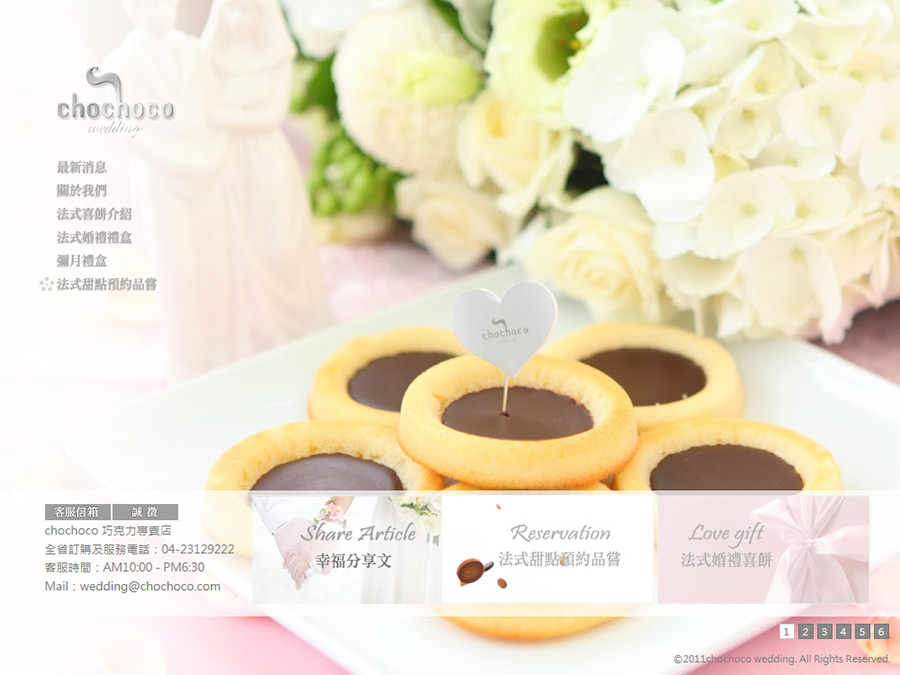 chochoco
wedding
最新消息
關於我們
法式喜餅介紹
法式婚禮禮盒
彌月禮盒
法式甜點預約品嘗
chochoco
客服信箱 誠 徵
chochoco 巧克力專賣店
全省訂購及服務電話：04-23129222
客服時間：AM10:00 - PM6:30
Mail：wedding@chochoco.com
Share Article
幸福分享文
Reservation
法式甜點預約品嘗
Love gift
法式婚禮喜餅
1 2 3 4 5 6
©2011chochoco wedding. All Rights Reserved.